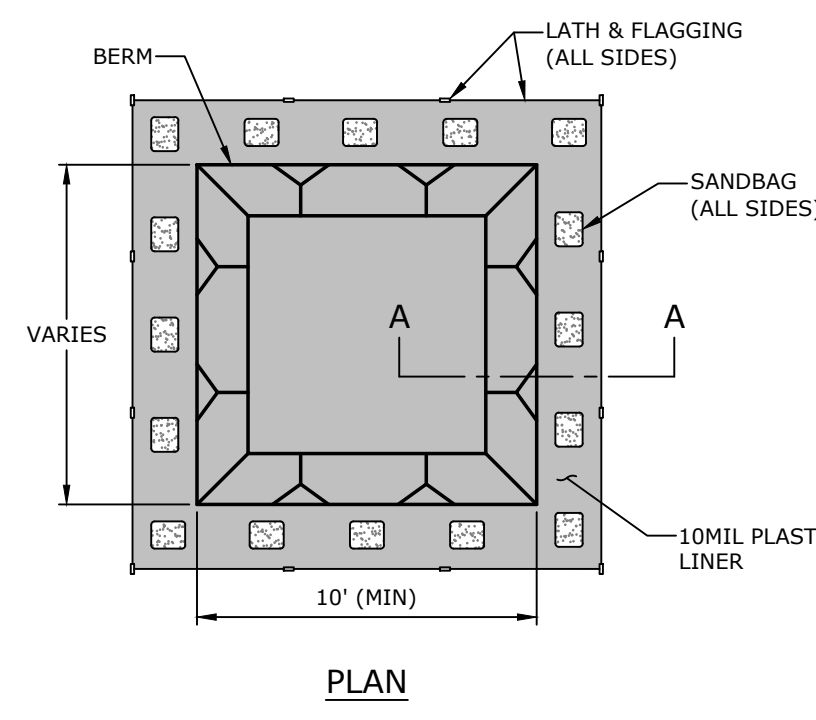 LATH & FLAGGING
(ALL SIDES)
BERM
SANDBAG
(ALL SIDES)
A
A
VARIES
10MIL PLAST
LINER
10' (MIN)
PLAN